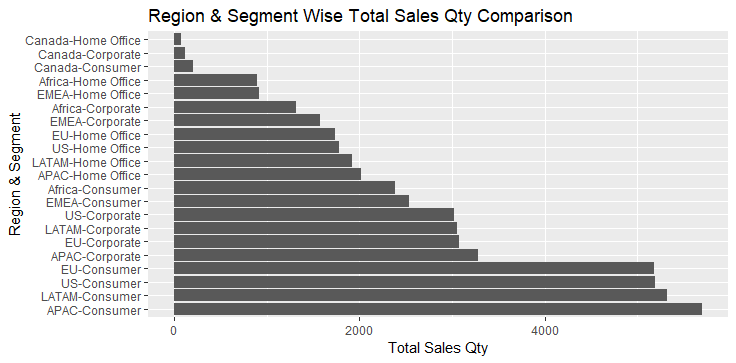 Region & Segment Wise Total Sales Qty Comparison
Region & Segment
Canada-Home Office
Canada-Corporate
Canada-Consumer
Africa-Home Office
EMEA-Home Office
Africa-Corporate
EMEA-Corporate
EU-Home Office
US-Home Office
LATAM-Home Office
APAC-Home Office
Africa-Consumer
EMEA-Consumer
US-Corporate
LATAM-Corporate
EU-Corporate
APAC-Corporate
EU-Consumer
US-Consumer
LATAM-Consumer
APAC-Consumer
0 2000 4000
Total Sales Qty